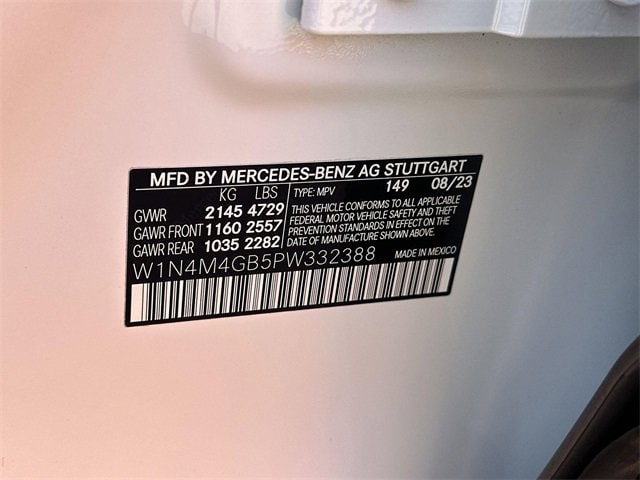 MFD BY MERCEDES-BENZ AG STUTTGART
KG LBS TYPE: MPV 149 08/23
GVWR 2145 4729
GAWR FRONT 1160 2557
GAWR REAR 1035 2282
THIS VEHICLE CONFORMS TO ALL APPLICABLE
FEDERAL MOTOR VEHICLE SAFETY AND THEFT
PREVENTION STANDARDS IN EFFECT ON THE
DATE OF MANUFACTURE SHOWN ABOVE.
W1N4M4GB5PW332388 MADE IN MEXICO